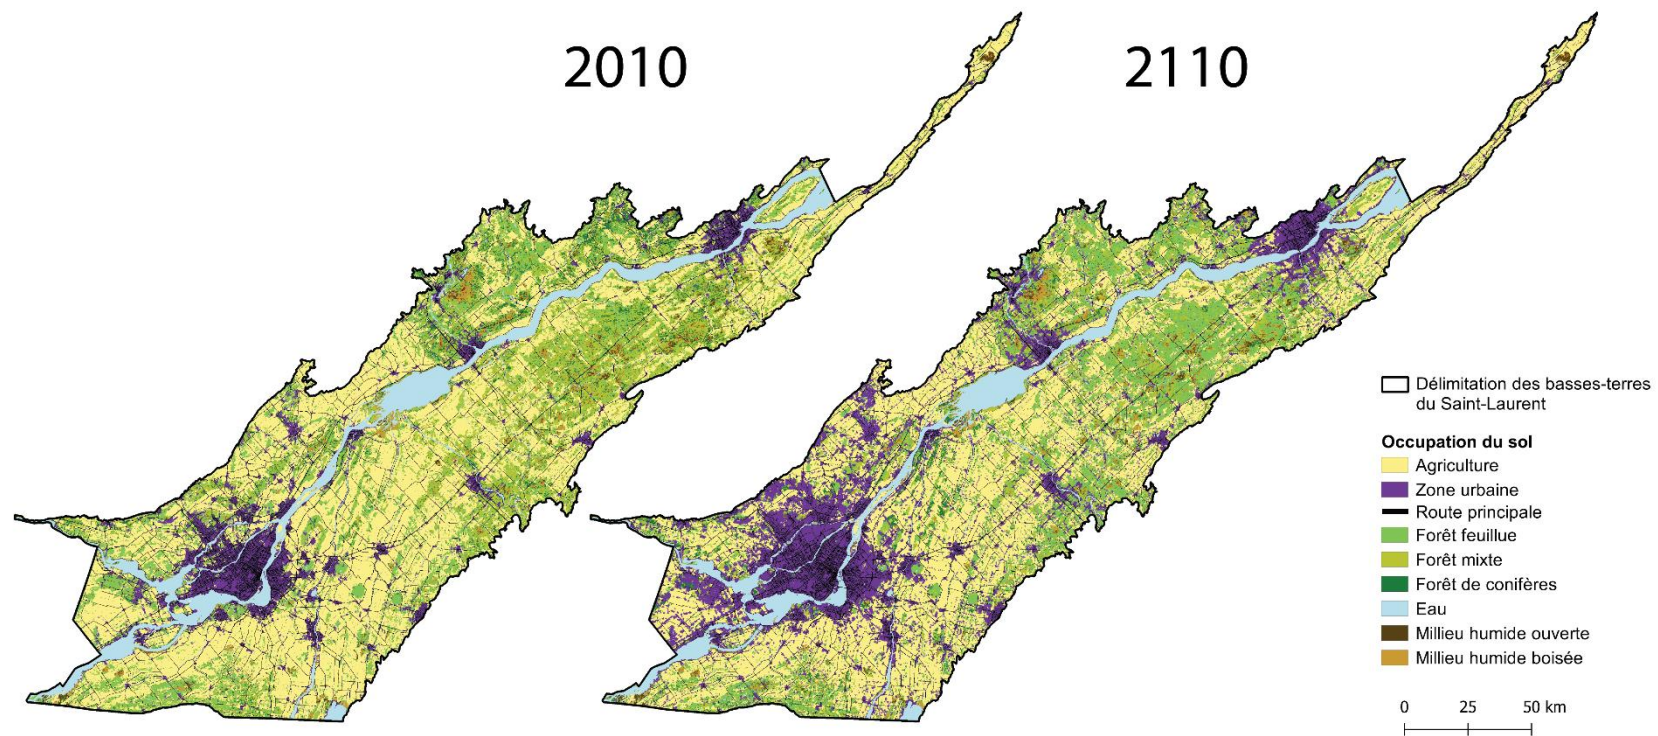 2010
2110
Délimitation des basses-terres
du Saint-Laurent
Occupation du sol
Agriculture
Zone urbaine
Route principale
Forêt feuillue
Forêt mixte
Forêt de conifères
Eau
Millieu humide ouverte
Millieu humide boisée
0 25 50 km